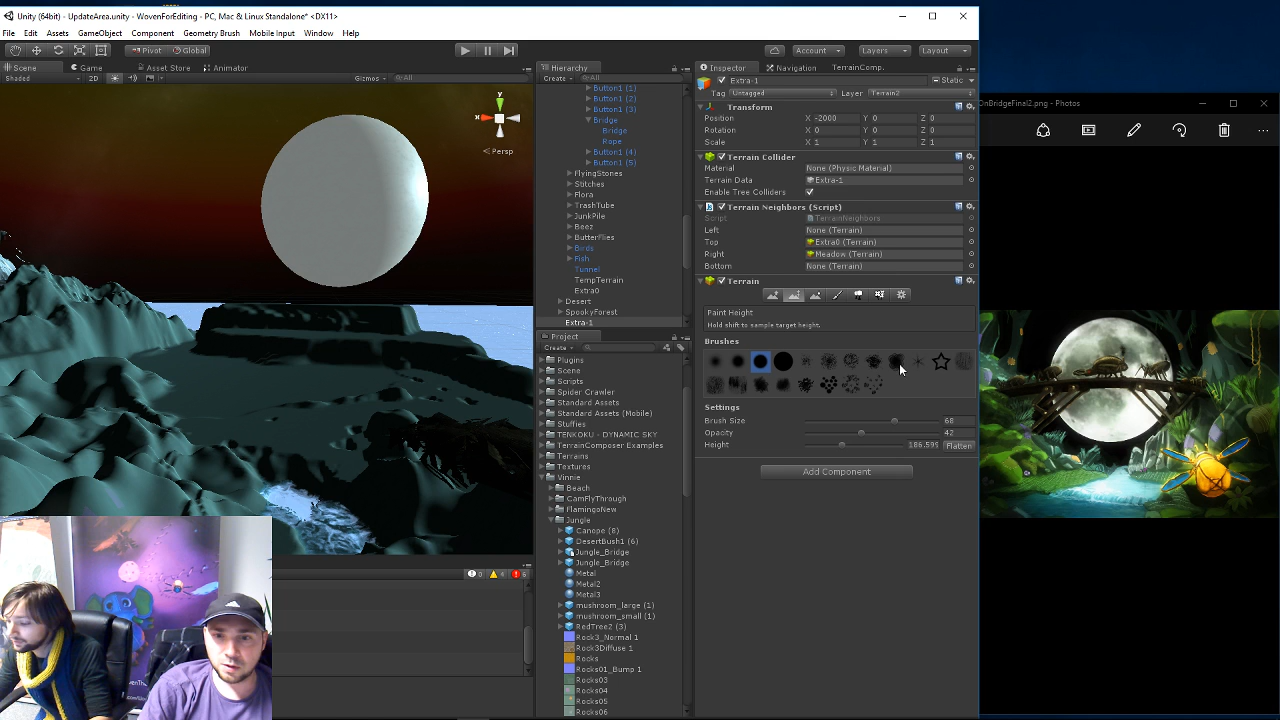 Unity (64bit) - UpdateArea.unity - WovenForEditing - PC, Mac & Linux Standalone* <DX11>
File Edit Assets GameObject Component Geometry Brush Mobile Input Window Help
Pivot Global
Account Layers Layout
Scene Game Asset Store Animator
Shaded 2D Gizmos All
y
x
Persp
Hierarchy
Create All
Button1 (1)
Button1 (2)
Button1 (3)
Bridge
Bridge
Rope
Button1 (4)
Button1 (5)
FlyingStones
Stitches
Flora
TrashTube
JunkPile
Beez
Butterflies
Birds
Fish
Tunnel
TempTerrain
Extra0
Desert
SpookyForest
Extra-1
Project
Create
Plugins
Scene
Scripts
Spider Crawler
Standard Assets
Standard Assets (Mobile)
Stuffies
TENKOKU - DYNAMIC SKY
TerrainComposer Examples
Terrains
Textures
Vinnie
Beach
CamFlyThrough
FlamingoNew
Jungle
Canope (8)
DesertBush1 (6)
Jungle_Bridge
Jungle_Bridge
Metal
Metal2
Metal3
mushroom_large (1)
mushroom_small (1)
RedTree2 (3)
Rock3_Normal 1
Rock3Diffuse 1
Rocks
Rocks01_Bump 1
Rocks03
Rocks04
Rocks05
Rocks06
0 4 6
Inspector Navigation TerrainComp.
Extra-1 Static
Tag Untagged Layer Terrain2
Transform
Position X -2000 Y 0 Z 0
Rotation X 0 Y 0 Z 0
Scale X 1 Y 1 Z 1
Terrain Collider
Material None (Physic Material)
Terrain Data Extra-1
Enable Tree Colliders
Terrain Neighbors (Script)
Script TerrainNeighbors
Left None (Terrain)
Top Extra0 (Terrain)
Right Meadow (Terrain)
Bottom None (Terrain)
Terrain
Paint Height
Hold shift to sample target height.
Brushes
Settings
Brush Size 68
Opacity 42
Height 186.599 Flatten
Add Component
OnBridgeFinal2.png - Photos